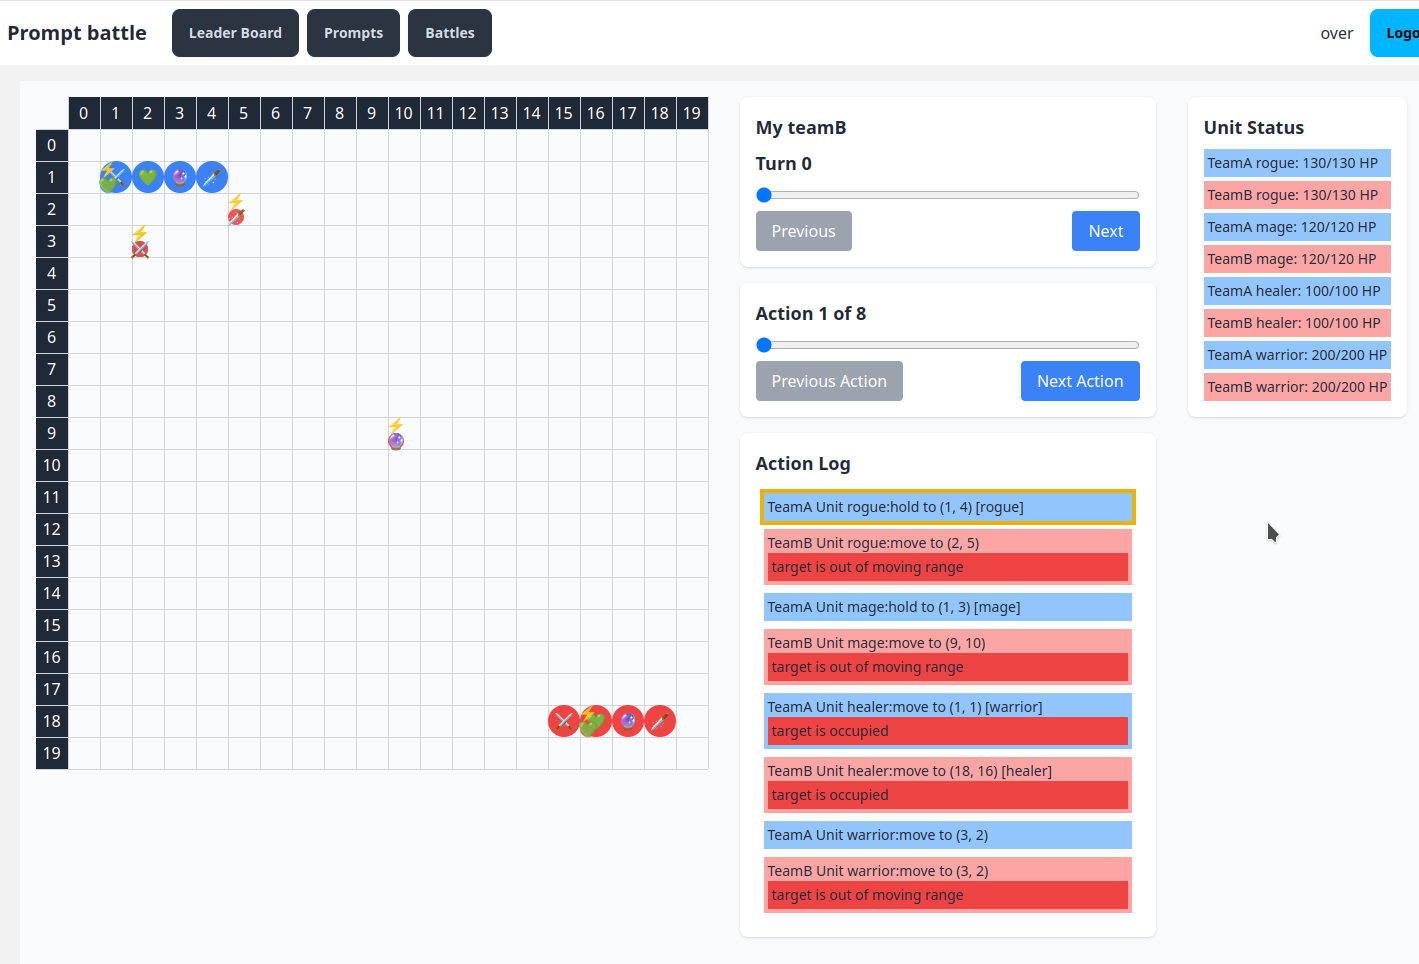 Prompt battle
Leader Board
Prompts
Battles
over
Logo
0 1 2 3 4 5 6 7 8 9 10 11 12 13 14 15 16 17 18 19
0
1
2
3
4
5
6
7
8
9
10
11
12
13
14
15
16
17
18
19
My teamB
Turn 0
Previous
Next
Action 1 of 8
Previous Action
Next Action
Action Log
TeamA Unit rogue:hold to (1, 4) [rogue]
TeamB Unit rogue:move to (2, 5)
target is out of moving range
TeamA Unit mage:hold to (1, 3) [mage]
TeamB Unit mage:move to (9, 10)
target is out of moving range
TeamA Unit healer:move to (1, 1) [warrior]
target is occupied
TeamB Unit healer:move to (18, 16) [healer]
target is occupied
TeamA Unit warrior:move to (3, 2)
TeamB Unit warrior:move to (3, 2)
target is out of moving range
Unit Status
TeamA rogue: 130/130 HP
TeamB rogue: 130/130 HP
TeamA mage: 120/120 HP
TeamB mage: 120/120 HP
TeamA healer: 100/100 HP
TeamB healer: 100/100 HP
TeamA warrior: 200/200 HP
TeamB warrior: 200/200 HP